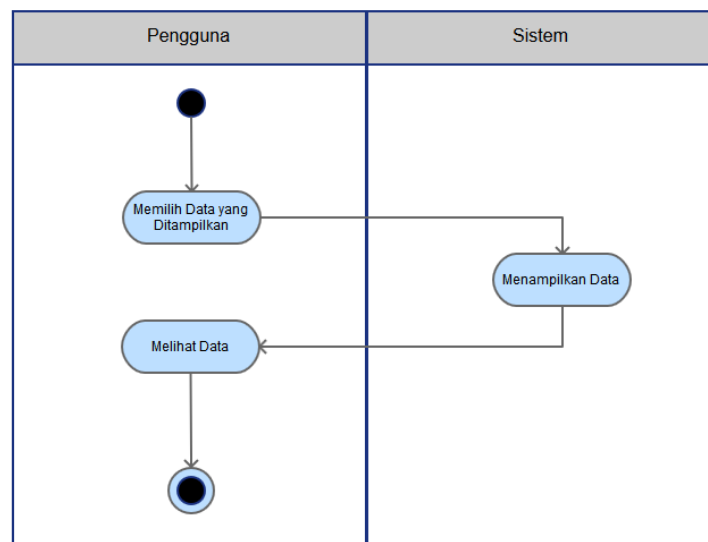 Pengguna
Sistem
Memilih Data yang
Ditampilkan
Menampilkan Data
Melihat Data